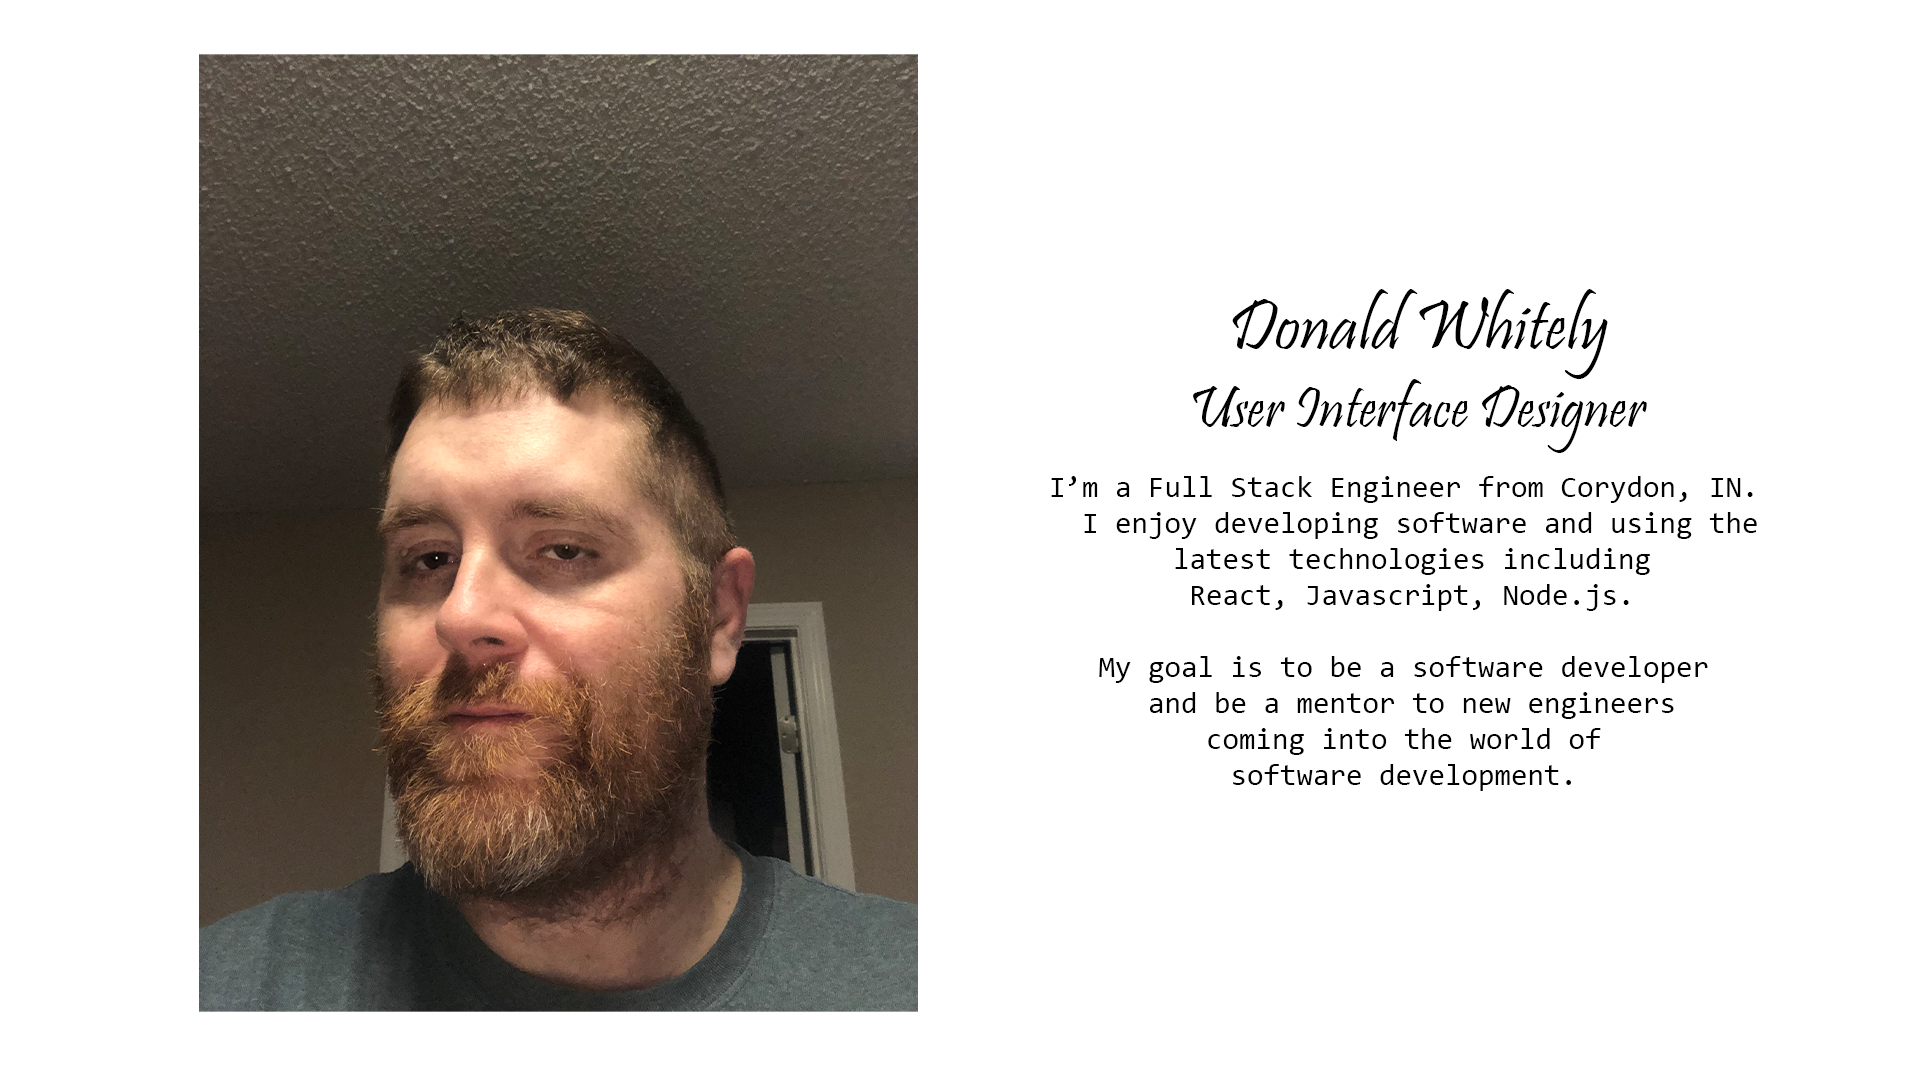 Donald Whitely
User Interface Designer
I’m a Full Stack Engineer from Corydon, IN.
I enjoy developing software and using the
latest technologies including
React, Javascript, Node.js.
My goal is to be a software developer
and be a mentor to new engineers
coming into the world of
software development.